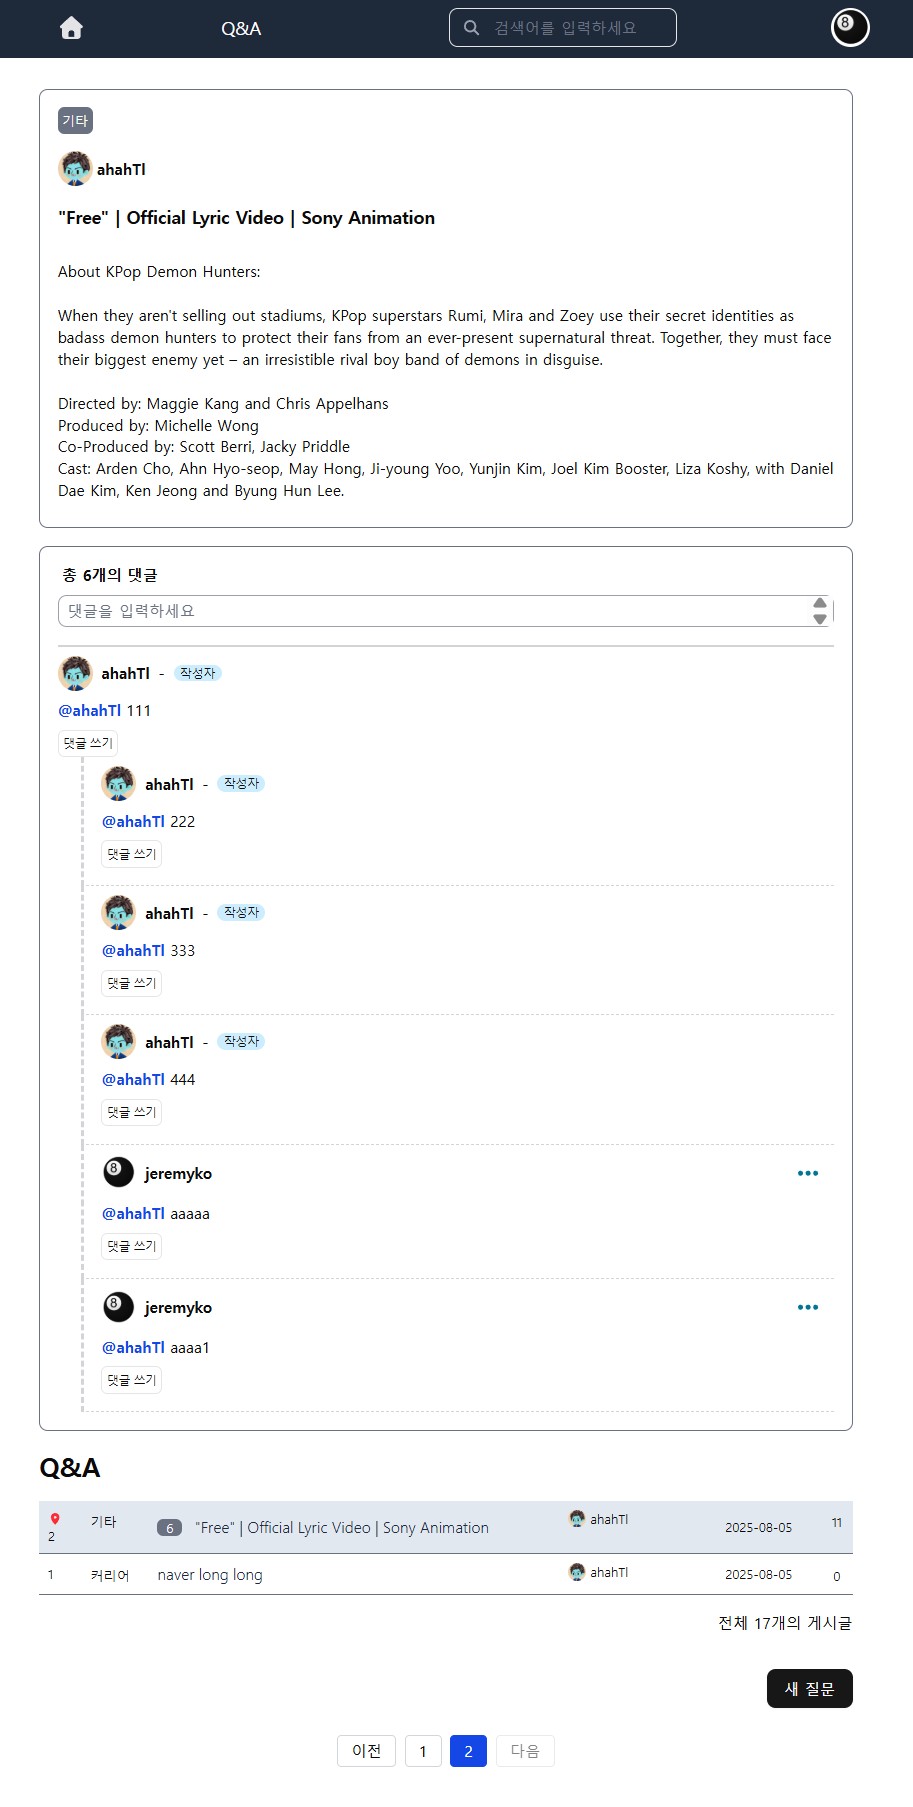 Q&A
검색어를 입력하세요
8
기타
ahahTl
"Free" | Official Lyric Video | Sony Animation
About KPop Demon Hunters:
When they aren't selling out stadiums, KPop superstars Rumi, Mira and Zoey use their secret identities as
badass demon hunters to protect their fans from an ever-present supernatural threat. Together, they must face
their biggest enemy yet – an irresistible rival boy band of demons in disguise.
Directed by: Maggie Kang and Chris Appelhans
Produced by: Michelle Wong
Co-Produced by: Scott Berri, Jacky Priddle
Cast: Arden Cho, Ahn Hyo-seop, May Hong, Ji-young Yoo, Yunjin Kim, Joel Kim Booster, Liza Koshy, with Daniel
Dae Kim, Ken Jeong and Byung Hun Lee.
총 6개의 댓글
댓글을 입력하세요
ahahTl - 작성자
@ahahTl 111
댓글 쓰기
ahahTl - 작성자
@ahahTl 222
댓글 쓰기
ahahTl - 작성자
@ahahTl 333
댓글 쓰기
ahahTl - 작성자
@ahahTl 444
댓글 쓰기
8 jeremyko
@ahahTl aaaaa
댓글 쓰기
8 jeremyko
@ahahTl aaaa1
댓글 쓰기
Q&A
2 기타 6 "Free" | Official Lyric Video | Sony Animation ahahTl 2025-08-05 11
1 커리어 naver long long ahahTl 2025-08-05 0
전체 17개의 게시글
새 질문
이전 1 2 다음